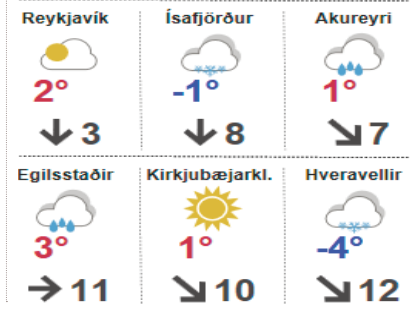 Reykjavík Ísafjörður Akureyri
2° -1° 1°
3 8 7
Egilsstaðir Kirkjubæjarkl. Hveravellir
3° 1° -4°
11 10 12